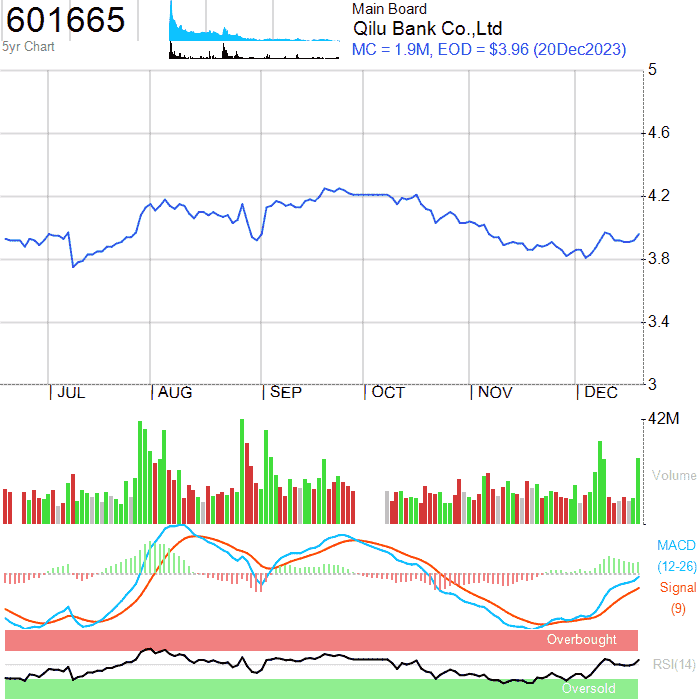 601665
5yr Chart
Main Board
Qilu Bank Co.,Ltd
MC = 1.9M, EOD = $3.96 (20Dec2023)
5
4.6
4.2
3.8
3.4
3
| JUL | AUG | SEP | OCT | NOV | DEC
42M
Volume
MACD
(12-26)
Signal
(9)
Overbought
RSI(14)
Oversold